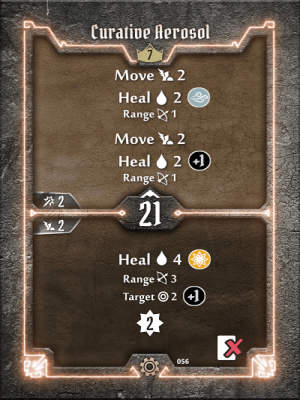 Curative Aerosol
7
Move 2
Heal 2
Range 1
Move 2
Heal 2 +1
Range 1
2
21
2
Heal 4
Range 3
Target 2 +1
2
056